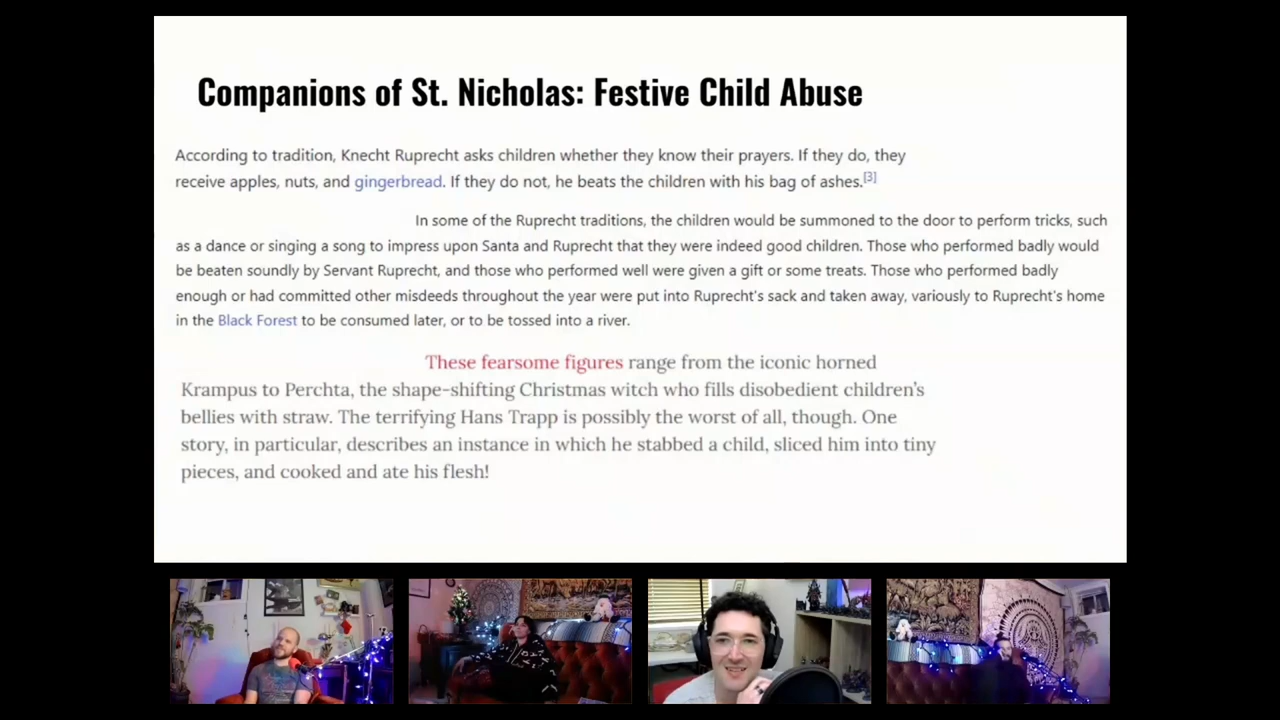 Companions of St. Nicholas: Festive Child Abuse
According to tradition, Knecht Ruprecht asks children whether they know their prayers. If they do, they
receive apples, nuts, and gingerbread. If they do not, he beats the children with his bag of ashes.[3]
In some of the Ruprecht traditions, the children would be summoned to the door to perform tricks, such
as a dance or singing a song to impress upon Santa and Ruprecht that they were indeed good children. Those who performed badly would
be beaten soundly by Servant Ruprecht, and those who performed well were given a gift or some treats. Those who performed badly
enough or had committed other misdeeds throughout the year were put into Ruprecht's sack and taken away, variously to Ruprecht's home
in the Black Forest to be consumed later, or to be tossed into a river.
These fearsome figures range from the iconic horned
Krampus to Perchta, the shape-shifting Christmas witch who fills disobedient children's
bellies with straw. The terrifying Hans Trapp is possibly the worst of all, though. One
story, in particular, describes an instance in which he stabbed a child, sliced him into tiny
pieces, and cooked and ate his flesh!